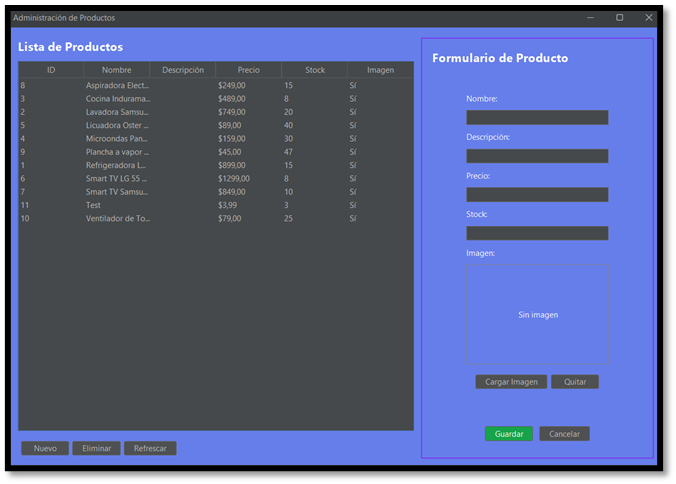 Administración de Productos
Lista de Productos
ID Nombre Descripción Precio Stock Imagen
8 Aspiradora Elect... $249,00 15 Sí
3 Cocina Indurama... $489,00 8 Sí
2 Lavadora Samsu... $749,00 20 Sí
5 Licuadora Oster ... $89,00 40 Sí
4 Microondas Pan... $159,00 30 Sí
9 Plancha a vapor ... $45,00 47 Sí
1 Refrigeradora L... $899,00 15 Sí
6 Smart TV LG 55 ... $1299,00 8 Sí
7 Smart TV Samsu... $849,00 10 Sí
11 Test $3,99 3 Sí
10 Ventilador de To... $79,00 25 Sí
Nuevo Eliminar Refrescar
Formulario de Producto
Nombre:
Descripción:
Precio:
Stock:
Imagen:
Sin imagen
Cargar Imagen Quitar
Guardar Cancelar